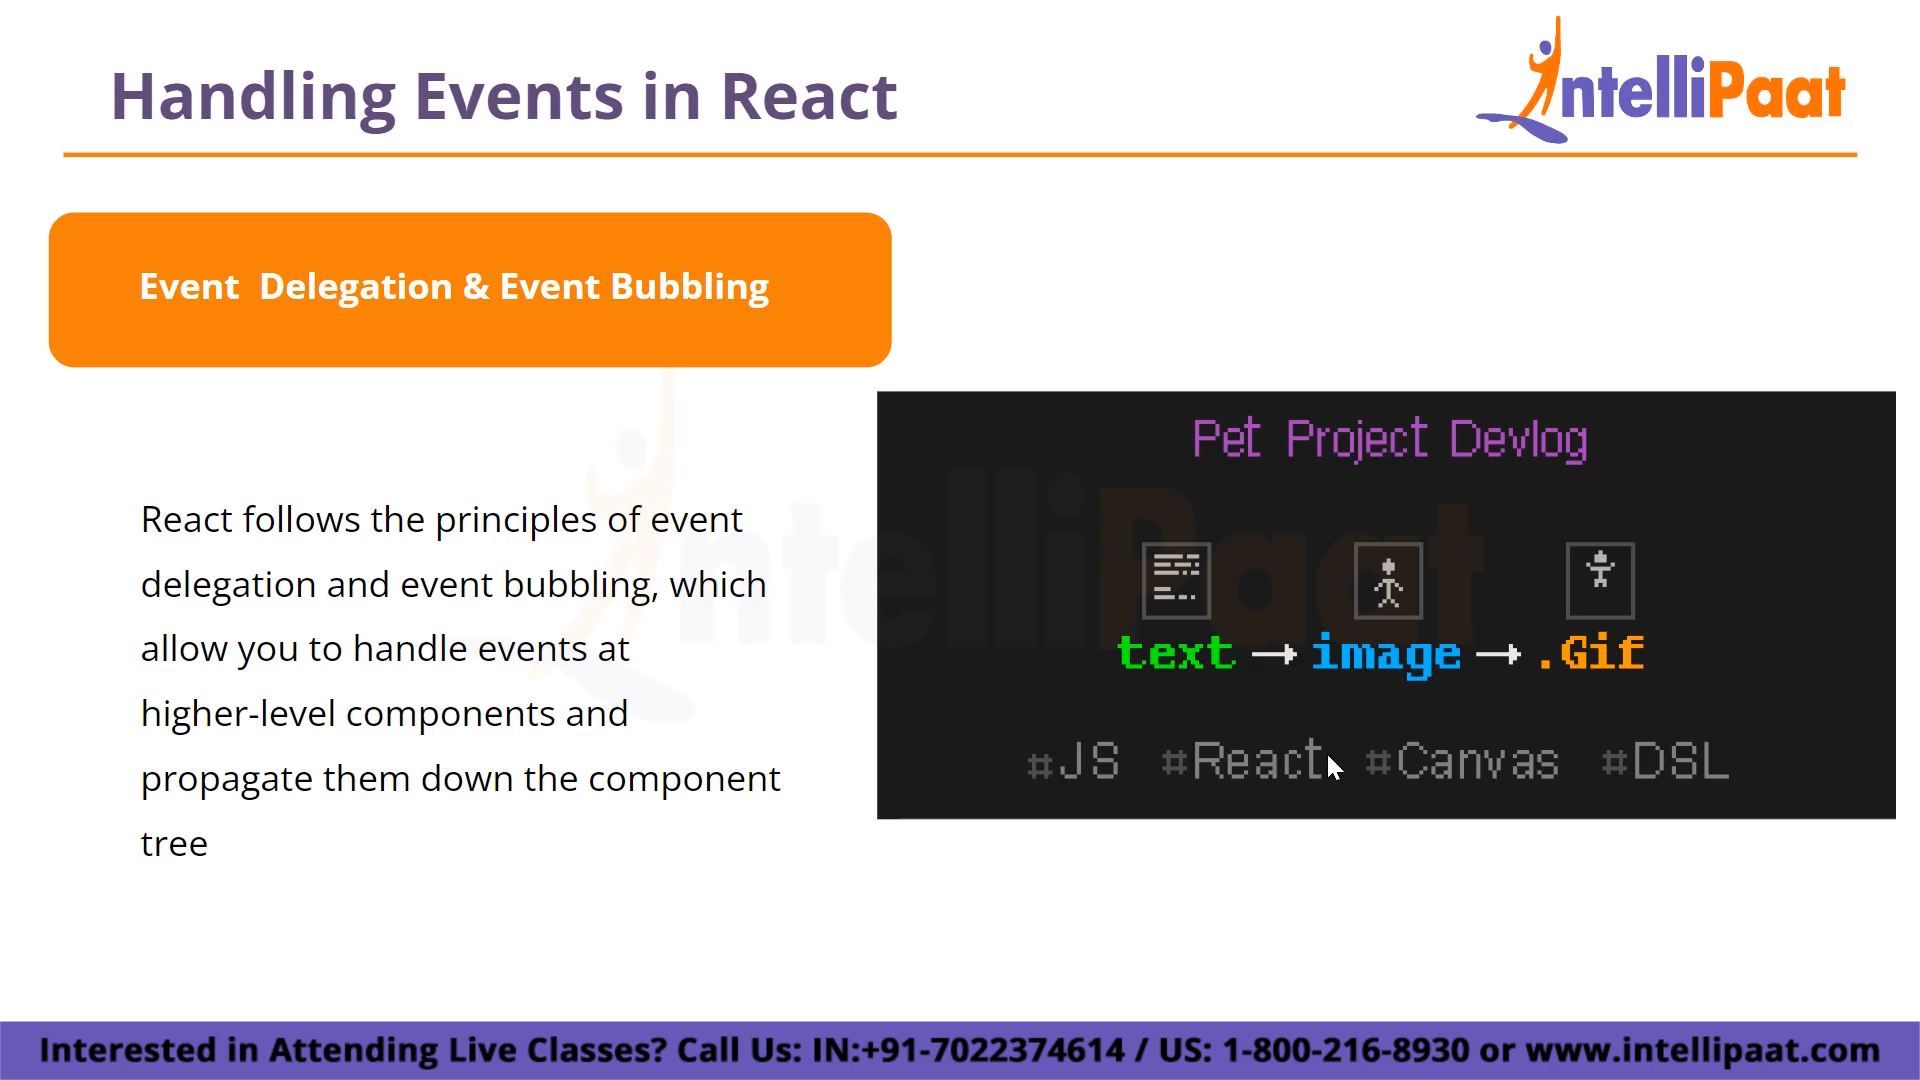 Handling Events in React
IntelliPaat
Event Delegation & Event Bubbling
React follows the principles of event
delegation and event bubbling, which
allow you to handle events at
higher-level components and
propagate them down the component
tree
Pet Project Devlog
text → image → .Gif
#JS #React #Canvas #DSL
IntelliPaat
Interested in Attending Live Classes? Call Us: IN:+91-7022374614 / US: 1-800-216-8930 or www.intellipaat.com